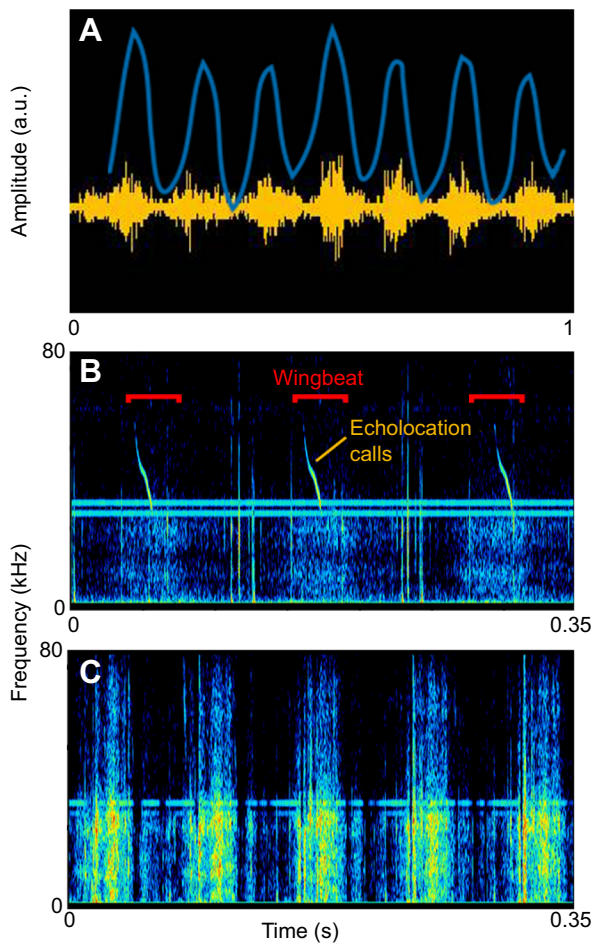 A
Amplitude (a.u.)
0
1
80
B
Wingbeat
Echolocation
calls
0
0
0.35
Frequency (kHz)
80
C
0
0
0.35
Time (s)